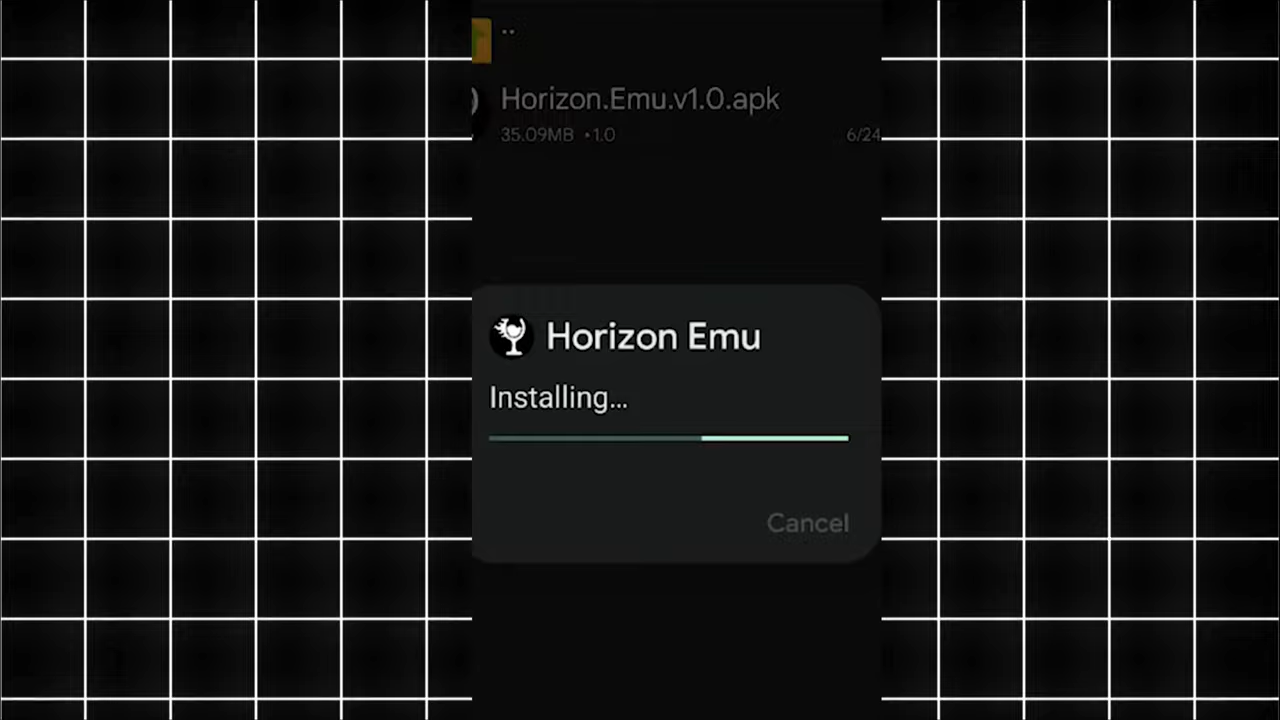 ..
Horizon.Emu.v1.0.apk
35.09MB •1.0 6/24
Horizon Emu
Installing...
Cancel